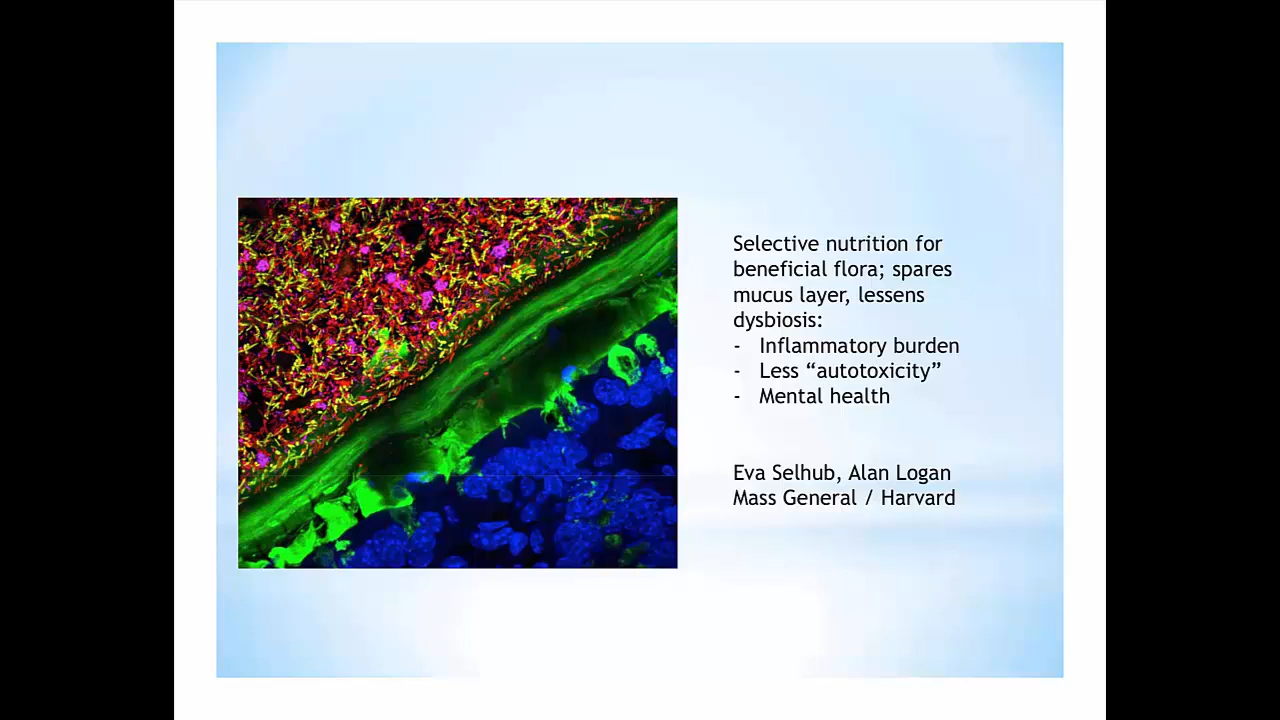 Selective nutrition for
beneficial flora; spares
mucus layer, lessens
dysbiosis:
- Inflammatory burden
- Less “autotoxicity”
- Mental health
Eva Selhub, Alan Logan
Mass General / Harvard